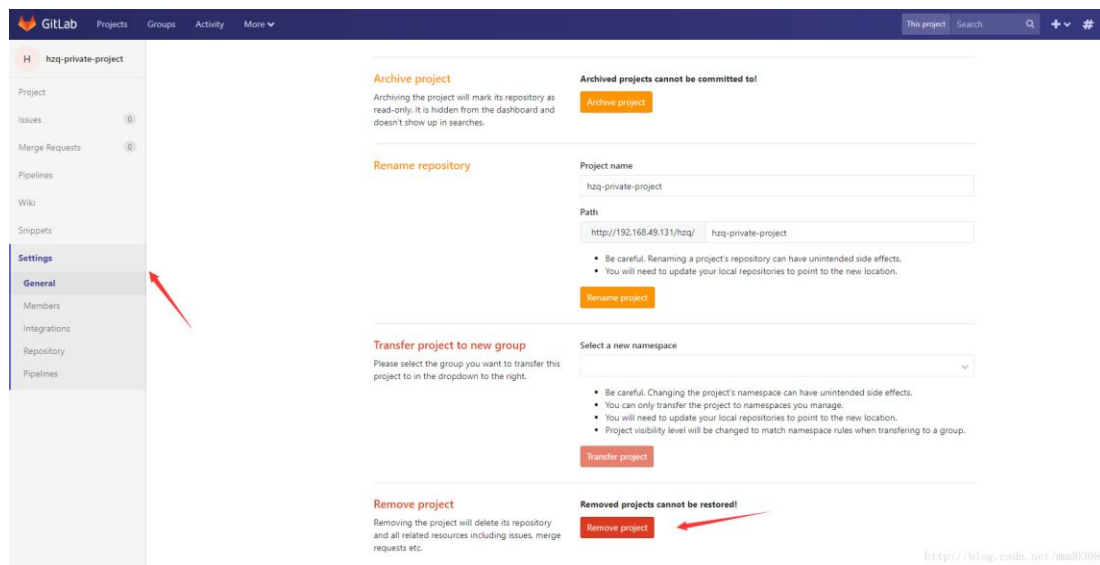 GitLab Projects Groups Activity More This project Search
H hzq-private-project
Project
Issues 0
Merge Requests 0
Pipelines
Wiki
Snippets
Settings
General
Members
Integrations
Repository
Pipelines
Archive project
Archiving the project will mark its repository as
read-only. It is hidden from the dashboard and
doesn't show up in searches.
Archived projects cannot be committed to!
Archive project
Rename repository
Project name
hzq-private-project
Path
http://192.168.49.131/hzq/ hzq-private-project
• Be careful. Renaming a project's repository can have unintended side effects.
• You will need to update your local repositories to point to the new location.
Rename project
Transfer project to new group
Please select the group you want to transfer this
project to in the dropdown to the right.
Select a new namespace
• Be careful. Changing the project's namespace can have unintended side effects.
• You can only transfer the project to namespaces you manage.
• You will need to update your local repositories to point to the new location.
• Project visibility level will be changed to match namespace rules when transfering to a group.
Transfer project
Remove project
Removing the project will delete its repository
and all related resources including issues, merge
requests etc.
Removed projects cannot be restored!
Remove project
http://blog.csdn.net/mmd0308